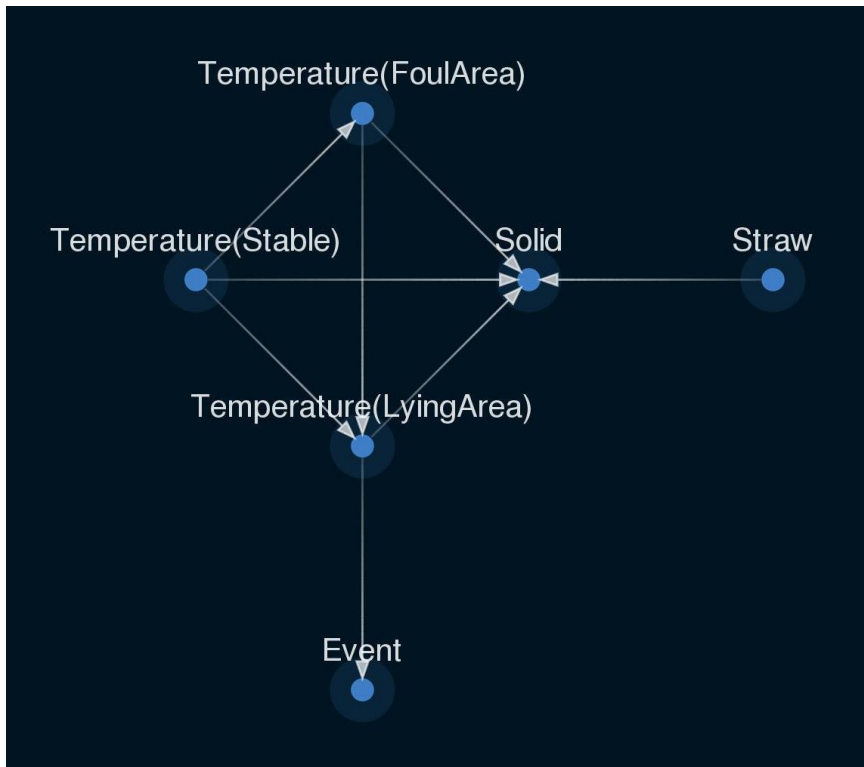 Temperature(FoulArea)
Temperature(Stable)
Solid
Straw
Temperature(LyingArea)
Event